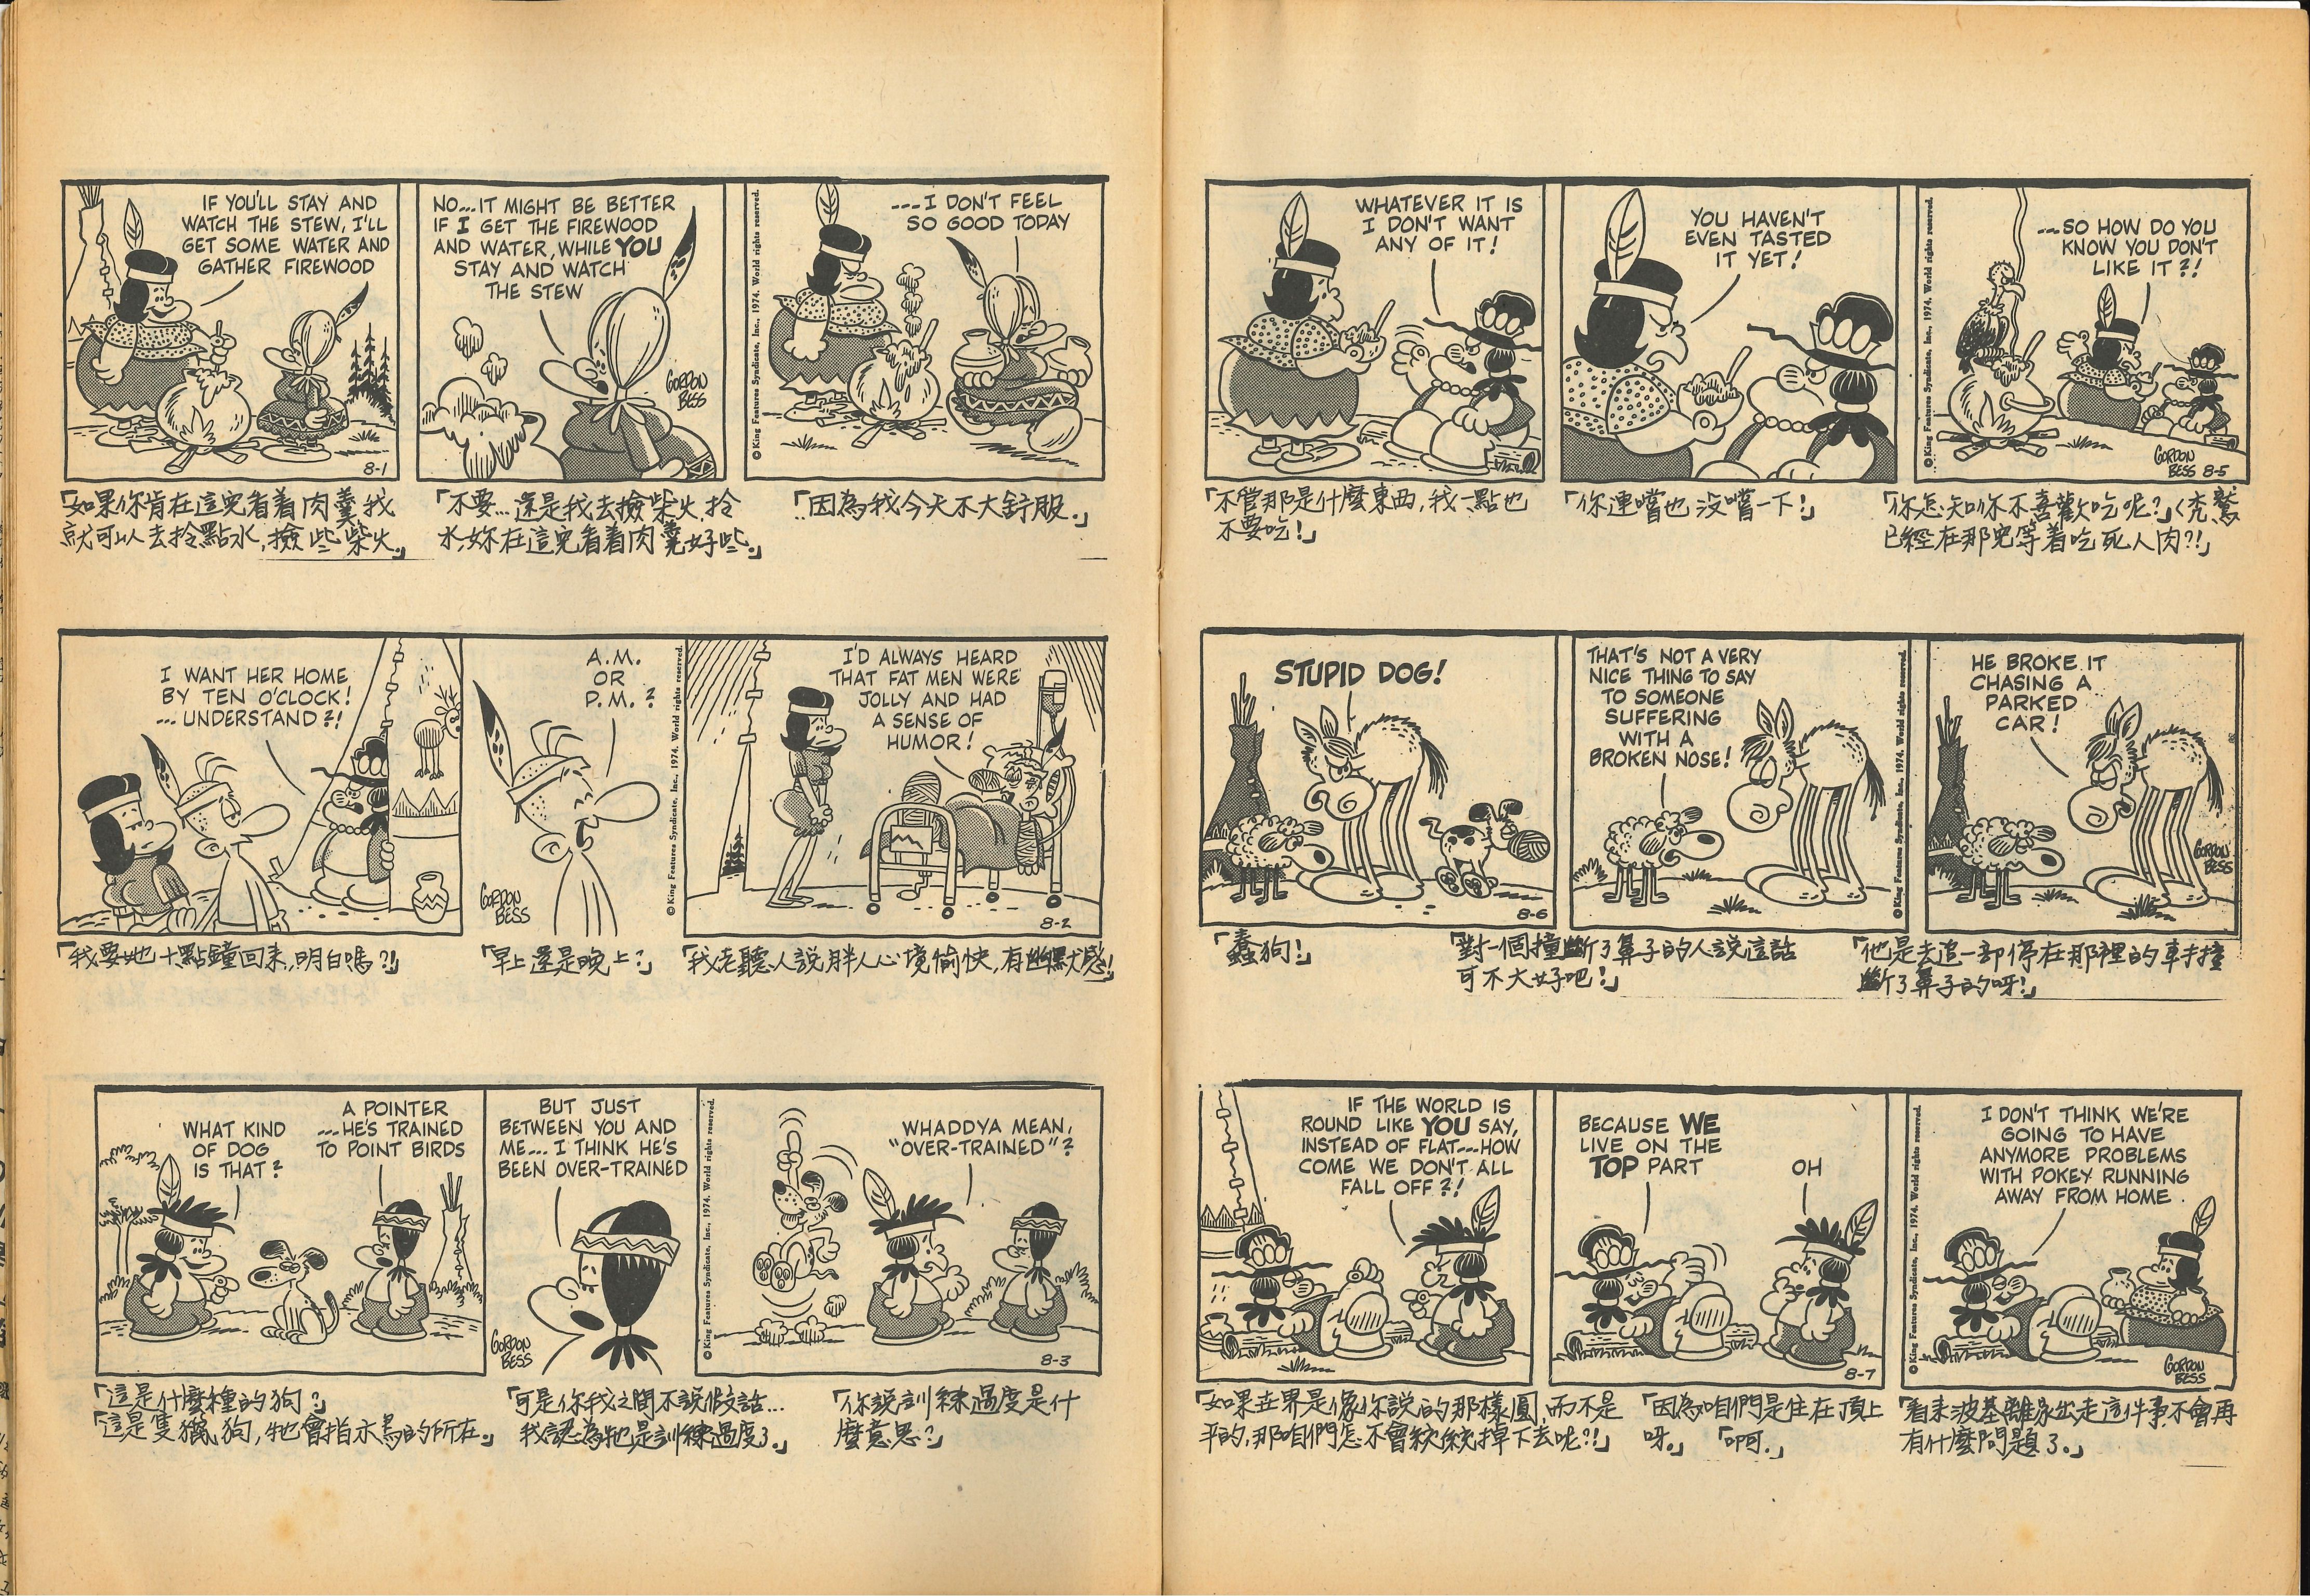 IF YOU'LL STAY AND
WATCH THE STEW, I'LL
GET SOME WATER AND
GATHER FIREWOOD
8-1
NO...IT MIGHT BE BETTER
IF I GET THE FIREWOOD
AND WATER, WHILE YOU
STAY AND WATCH
THE STEW
GORDON
BESS
© King Features Syndicate, Inc., 1974. World rights reserved.
---I DON'T FEEL
SO GOOD TODAY
「如果你肯在這兒看着肉羹我
就可以去拎點水,撿些柴火。」
「不要...還是我去撿柴火,拎
水,妳在這兒看着肉羹好些。」
「因為我今天不大舒服。」
I WANT HER HOME
BY TEN O'CLOCK!
...UNDERSTAND?!
A.M.
OR
P.M.?
GORDON
BESS
© King Features Syndicate, Inc., 1974. World rights reserved.
I'D ALWAYS HEARD
THAT FAT MEN WERE
JOLLY AND HAD
A SENSE OF
HUMOR!
8-2
「我要她十點鐘回來,明白嗎?!」
「早上還是晚上?」
「我老聽人說胖人心境愉快,有幽默感!」
WHAT KIND
OF DOG
IS THAT?
A POINTER
...HE'S TRAINED
TO POINT BIRDS
BUT JUST
BETWEEN YOU AND
ME... I THINK HE'S
BEEN OVER-TRAINED
GORDON
BESS
© King Features Syndicate, Inc., 1974. World rights reserved.
WHADDYA MEAN,
"OVER-TRAINED"?
8-3
「這是什麼種的狗?」
「這是隻獵狗,牠會指示鳥的所在。」
「可是你我之間不說假話...
我認為牠是訓練過度了。」
「你說訓練過度是什
麼意思?」
WHATEVER IT IS
I DON'T WANT
ANY OF IT!
YOU HAVEN'T
EVEN TASTED
IT YET!
© King Features Syndicate, Inc., 1974. World rights reserved.
---SO HOW DO YOU
KNOW YOU DON'T
LIKE IT?!
GORDON
BESS 8-5
「不管那是什麼東西,我一點也
不要吃!」
「你連嚐也没嚐一下!」
「你怎知你不喜歡吃呢?」<禿鷲
已經在那兒等着吃死人肉?!」
STUPID DOG!
8-6
THAT'S NOT A VERY
NICE THING TO SAY
TO SOMEONE
SUFFERING
WITH A
BROKEN NOSE!
© King Features Syndicate, Inc., 1974. World rights reserved.
HE BROKE IT
CHASING A
PARKED
CAR!
GORDON
BESS
「蠢狗!」
「對一個撞斷了鼻子的人說這話
可不大好吧!」
「他是去追一部停在那裡的車才撞
斷了鼻子的呀!」
IF THE WORLD IS
ROUND LIKE YOU SAY,
INSTEAD OF FLAT---HOW
COME WE DON'T ALL
FALL OFF?!
BECAUSE WE
LIVE ON THE
TOP PART
OH
8-7
© King Features Syndicate, Inc., 1974. World rights reserved.
I DON'T THINK WE'RE
GOING TO HAVE
ANYMORE PROBLEMS
WITH POKEY RUNNING
AWAY FROM HOME.
GORDON
BESS
「如果世界是像你說的那樣圓,而不是
平的,那咱們怎不會紛紛掉下去呢?!」
「因為咱們是住在頂上
呀。」 「啊。」
「看來波基離家出走這件事不會再
有什麼問題了。」